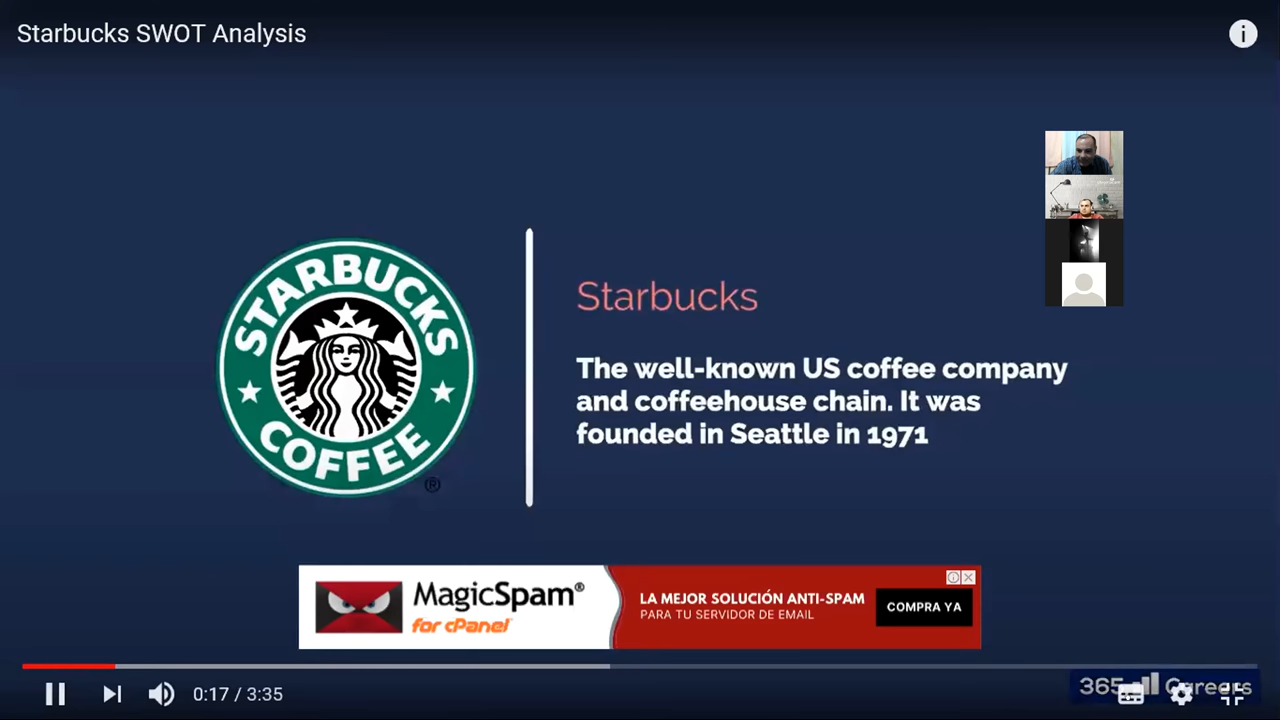 Starbucks SWOT Analysis
STARBUCKS
COFFEE
®
Starbucks
The well-known US coffee company
and coffeehouse chain. It was
founded in Seattle in 1971
MagicSpam®
for cPanel
LA MEJOR SOLUCIÓN ANTI-SPAM
PARA TU SERVIDOR DE EMAIL
COMPRA YA
0:17 / 3:35
365 Careers